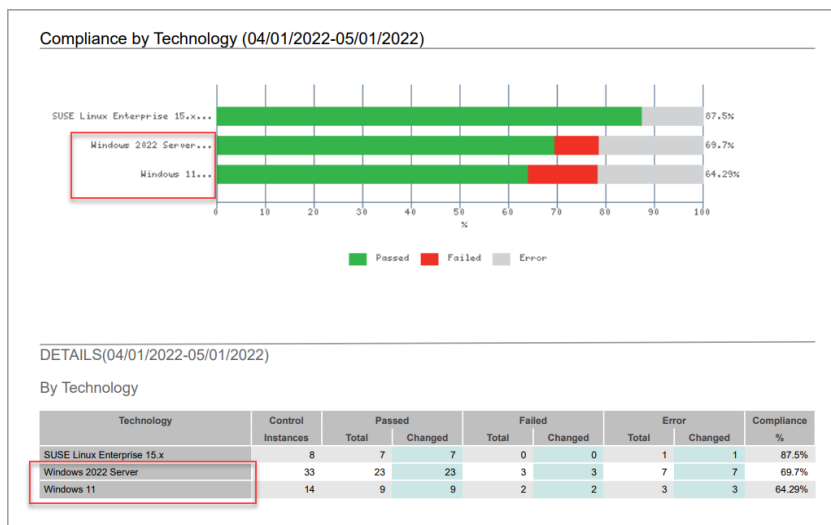 Compliance by Technology (04/01/2022-05/01/2022)
SUSE Linux Enterprise 15.x... 87.5%
Windows 2022 Server... 69.7%
Windows 11... 64.29%
0 10 20 30 40 50 60 70 80 90 100
%
Passed Failed Error
DETAILS(04/01/2022-05/01/2022)
By Technology
Technology Control Passed Failed Error Compliance
Instances Total Changed Total Changed Total Changed %
SUSE Linux Enterprise 15.x 8 7 7 0 0 1 1 87.5%
Windows 2022 Server 33 23 23 3 3 7 7 69.7%
Windows 11 14 9 9 2 2 3 3 64.29%